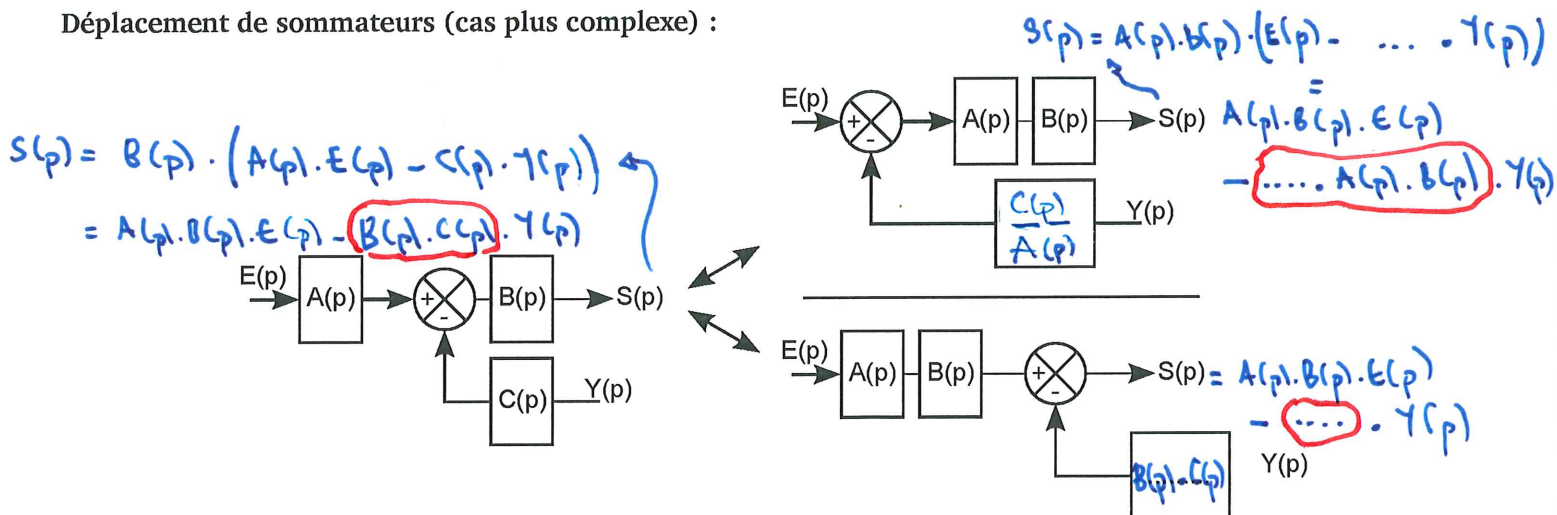 Déplacement de sommateurs (cas plus complexe) :
S(p) = A(p).B(p).(E(p) - .... . Y(p))
=
A(p).B(p).E(p)
- ..... A(p).B(p).Y(p)
E(p)
+
-
A(p)
B(p)
S(p)
C(p)
A(p)
Y(p)
S(p) = B(p) . (A(p).E(p) - C(p).Y(p))
= A(p).B(p).E(p) - B(p).C(p).Y(p)
E(p)
A(p)
+
-
B(p)
S(p)
C(p)
Y(p)
E(p)
A(p)
B(p)
+
-
S(p) = A(p).B(p).E(p)
- .... . Y(p)
B(p).C(p)
Y(p)